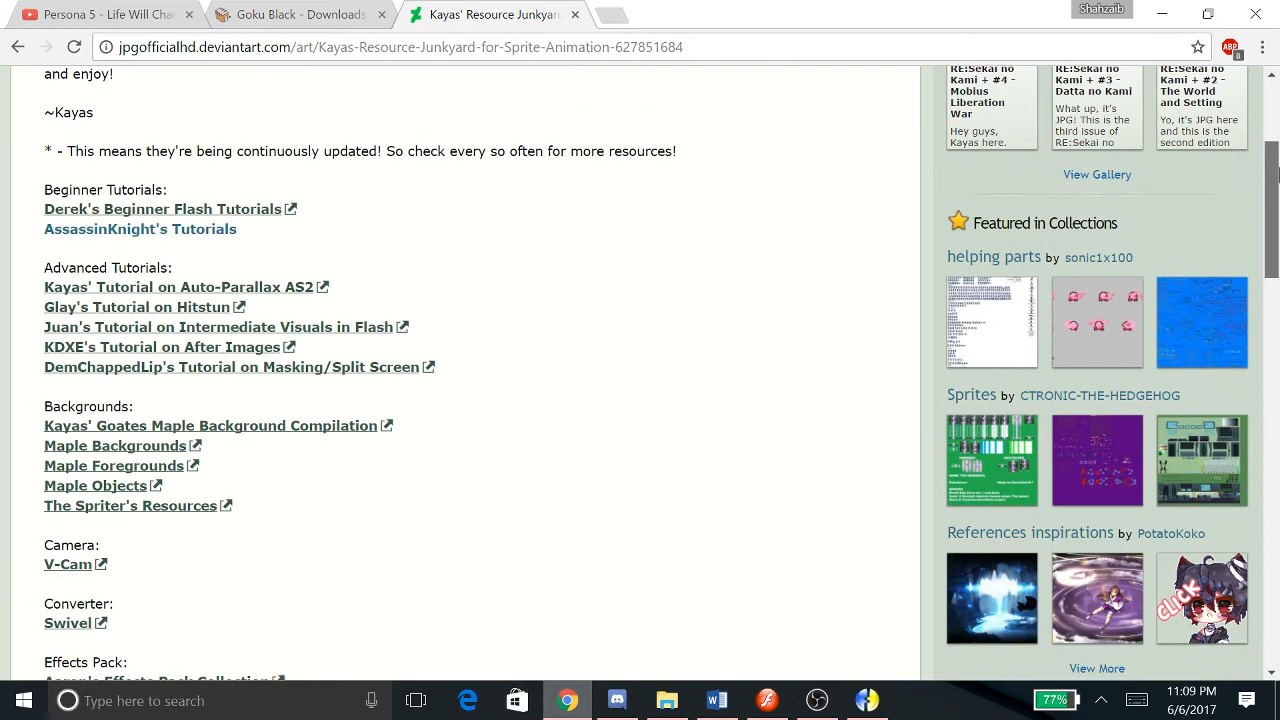 Persona 5 - Life Will Cha
Goku Black - Downloads
Kayas' Resource Junkyard
Shahzaib
jpgofficialhd.deviantart.com/art/Kayas-Resource-Junkyard-for-Sprite-Animation-627851684
ABP
8
and enjoy!
~Kayas
* - This means they're being continuously updated! So check every so often for more resources!
Beginner Tutorials:
Derek's Beginner Flash Tutorials
AssassinKnight's Tutorials
Advanced Tutorials:
Kayas' Tutorial on Auto-Parallax AS2
Glay's Tutorial on Hitstun
Juan's Tutorial on Intermediate Visuals in Flash
KDXE's Tutorial on After Images
DemChappedLip's Tutorial on Masking/Split Screen
Backgrounds:
Kayas' Goates Maple Background Compilation
Maple Backgrounds
Maple Foregrounds
Maple Objects
The Spriter's Resources
Camera:
V-Cam
Converter:
Swivel
Effects Pack:
RE:Sekai no
Kami + #4 -
Mobius
Liberation
War
Hey guys,
Kayas here.
RE:Sekai no
Kami + #3 -
Datta no Kami
What up, it's
JPG! This is the
third issue of
RE:Sekai no
RE:Sekai no
Kami + #2 -
The World
and Setting
Yo, it's JPG here
and this is the
second edition
View Gallery
Featured in Collections
helping parts by sonic1x100
Sprites by CTRONIC-THE-HEDGEHOG
References inspirations by PotatoKoko
CLICK
View More
Type here to search
77%
11:09 PM
6/6/2017